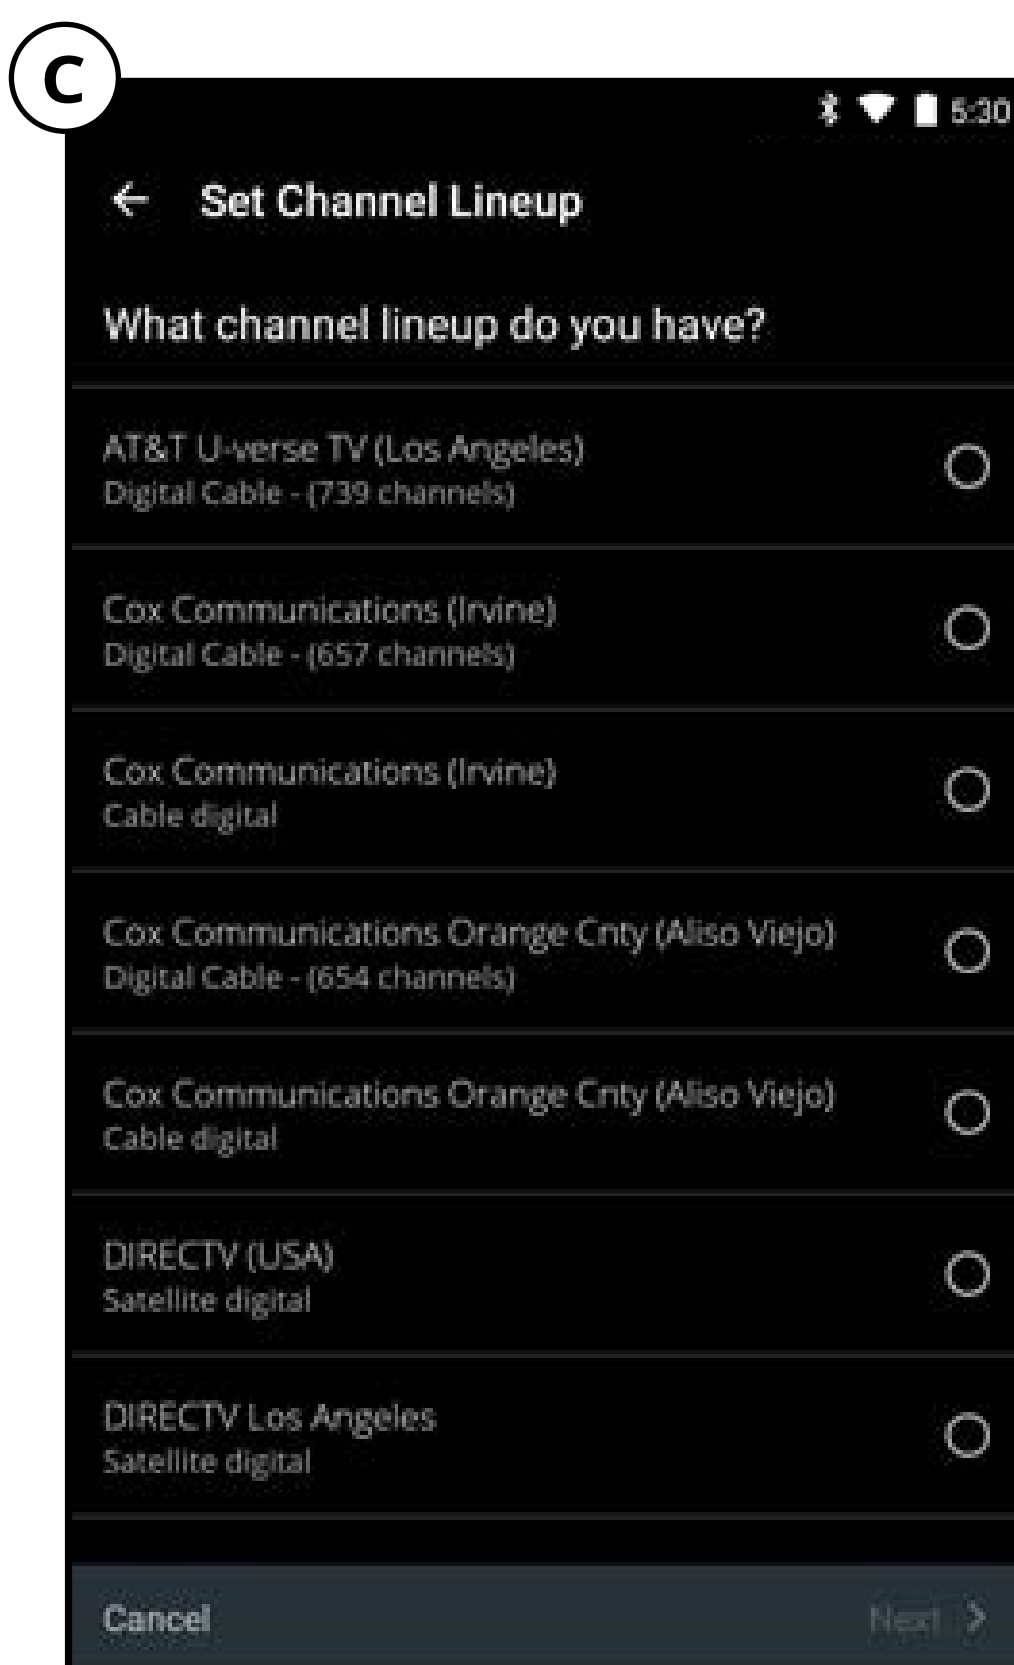 C
5:30
Set Channel Lineup
What channel lineup do you have?
AT&T U-verse TV (Los Angeles)
Digital Cable - (739 channels)
Cox Communications (Irvine)
Digital Cable - (657 channels)
Cox Communications (Irvine)
Cable digital
Cox Communications Orange Cnty (Aliso Viejo)
Digital Cable - (654 channels)
Cox Communications Orange Cnty (Aliso Viejo)
Cable digital
DIRECTV (USA)
Satellite digital
DIRECTV Los Angeles
Satellite digital
Cancel
Next